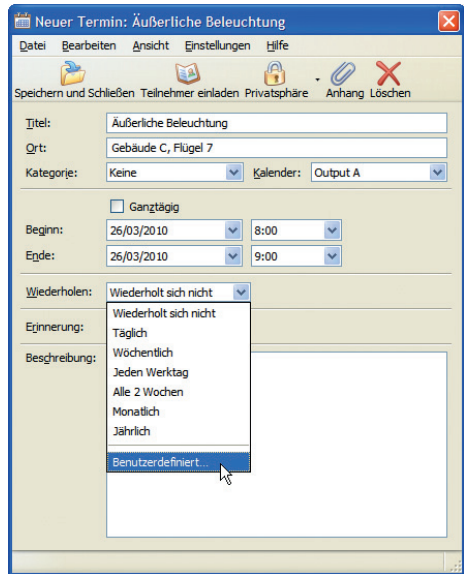 Neuer Termin: Äußerliche Beleuchtung
Datei Bearbeiten Ansicht Einstellungen Hilfe
Speichern und Schließen Teilnehmer einladen Privatsphäre Anhang Löschen
Titel: Äußerliche Beleuchtung
Ort: Gebäude C, Flügel 7
Kategorie: Keine Kalender: Output A
Ganztägig
Beginn: 26/03/2010 8:00
Ende: 26/03/2010 9:00
Wiederholen: Wiederholt sich nicht
Wiederholt sich nicht
Erinnerung: Täglich
Beschreibung: Wöchentlich
Jeden Werktag
Alle 2 Wochen
Monatlich
Jährlich
Benutzerdefiniert...